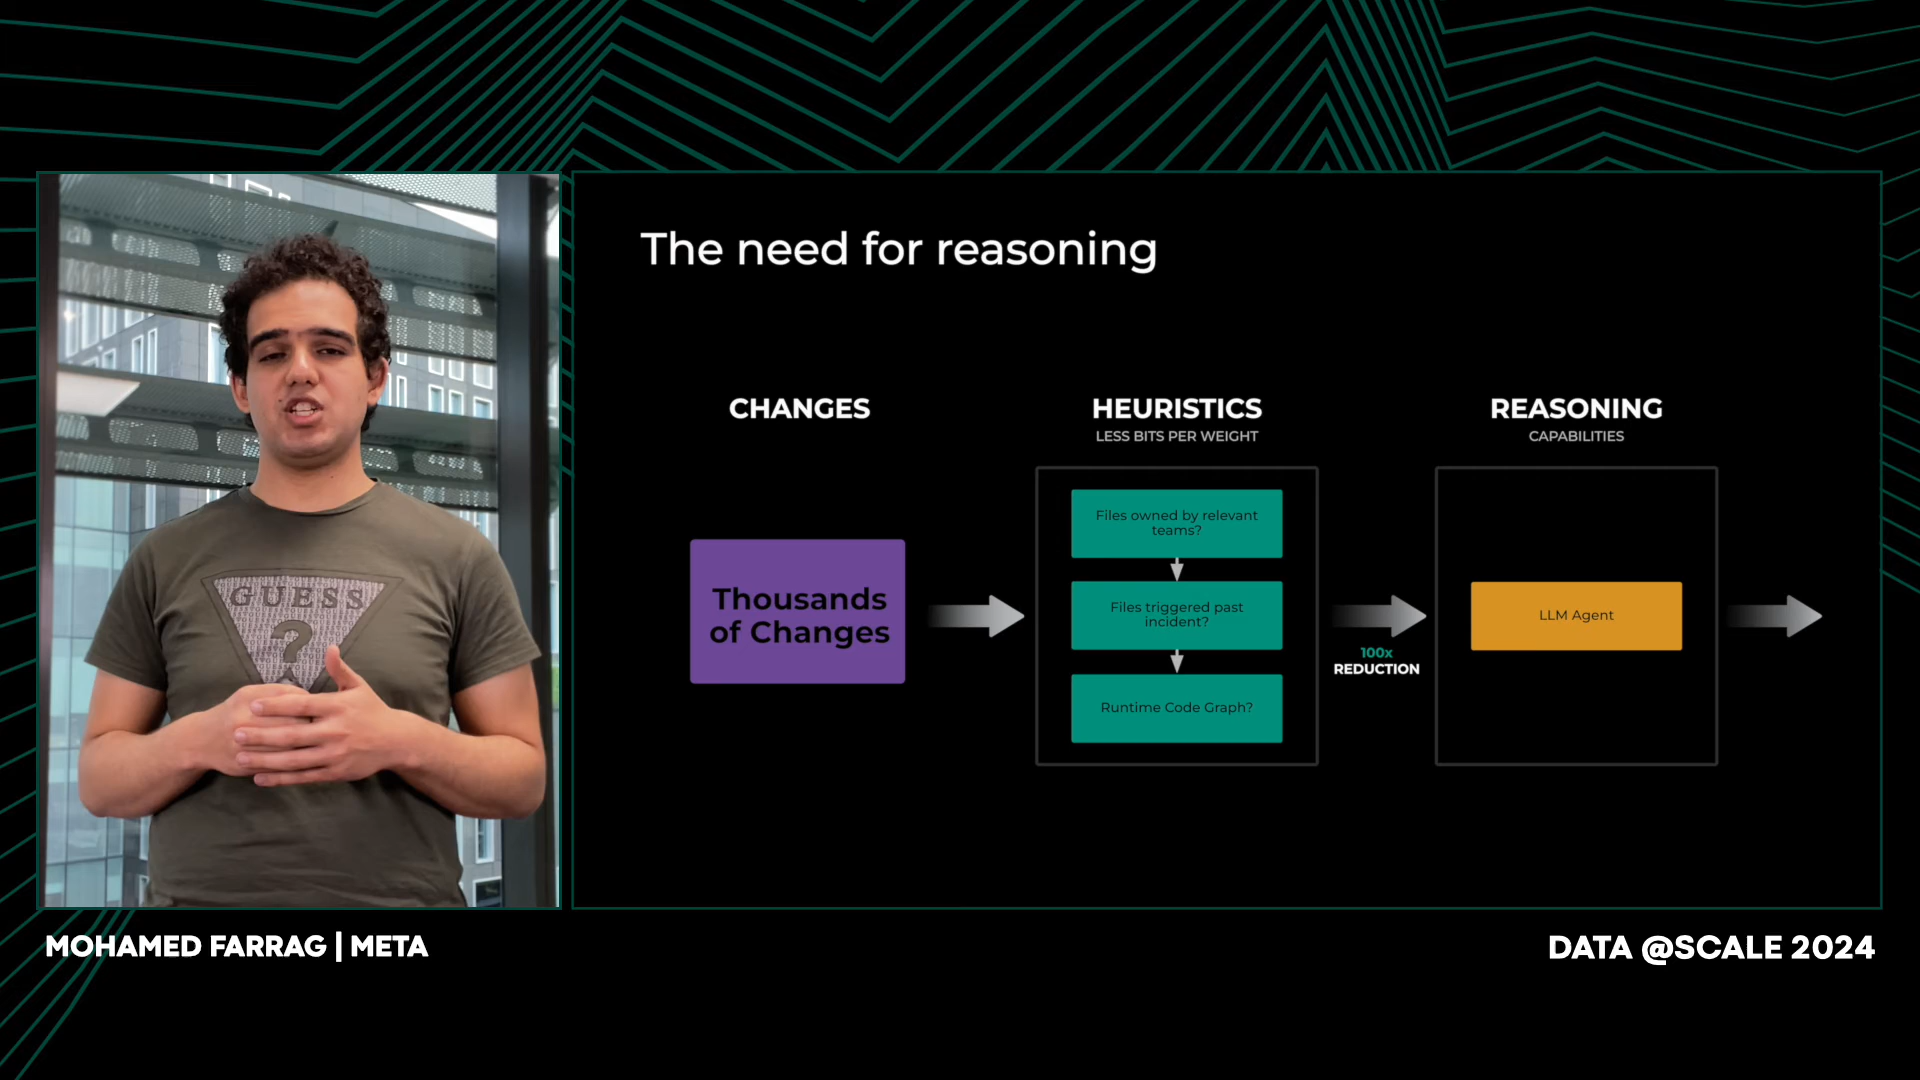 The need for reasoning
CHANGES
HEURISTICS
LESS BITS PER WEIGHT
REASONING
CAPABILITIES
Thousands
of Changes
Files owned by relevant
teams?
Files triggered past
incident?
Runtime Code Graph?
100x
REDUCTION
LLM Agent
GUESS
?
MOHAMED FARRAG | META
DATA @SCALE 2024